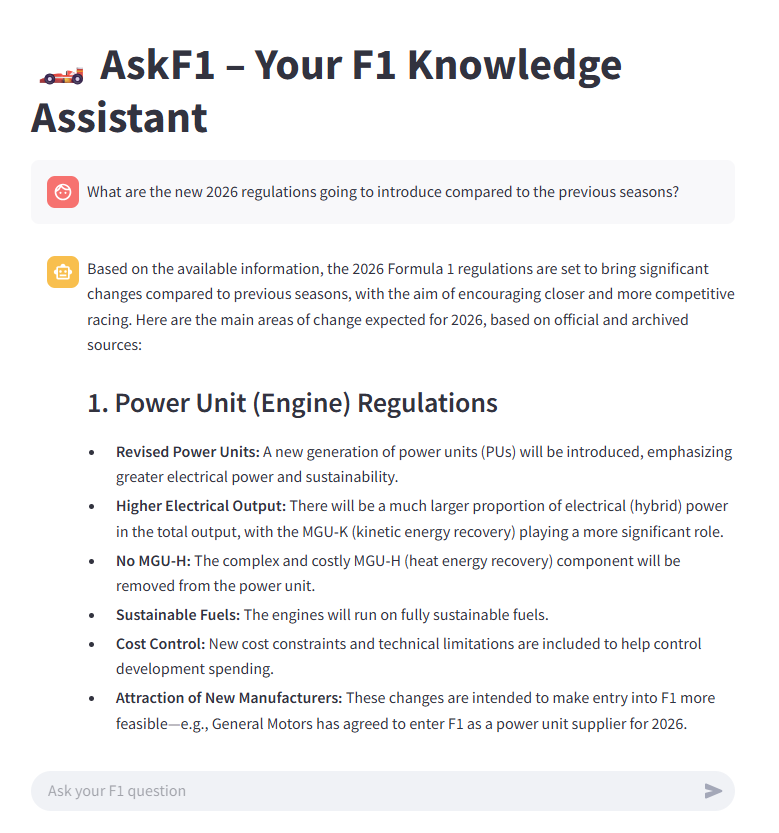 AskF1 – Your F1 Knowledge
Assistant
What are the new 2026 regulations going to introduce compared to the previous seasons?
Based on the available information, the 2026 Formula 1 regulations are set to bring significant
changes compared to previous seasons, with the aim of encouraging closer and more competitive
racing. Here are the main areas of change expected for 2026, based on official and archived
sources:
1. Power Unit (Engine) Regulations
• Revised Power Units: A new generation of power units (PUs) will be introduced, emphasizing
greater electrical power and sustainability.
• Higher Electrical Output: There will be a much larger proportion of electrical (hybrid) power
in the total output, with the MGU-K (kinetic energy recovery) playing a more significant role.
• No MGU-H: The complex and costly MGU-H (heat energy recovery) component will be
removed from the power unit.
• Sustainable Fuels: The engines will run on fully sustainable fuels.
• Cost Control: New cost constraints and technical limitations are included to help control
development spending.
• Attraction of New Manufacturers: These changes are intended to make entry into F1 more
feasible—e.g., General Motors has agreed to enter F1 as a power unit supplier for 2026.
Ask your F1 question